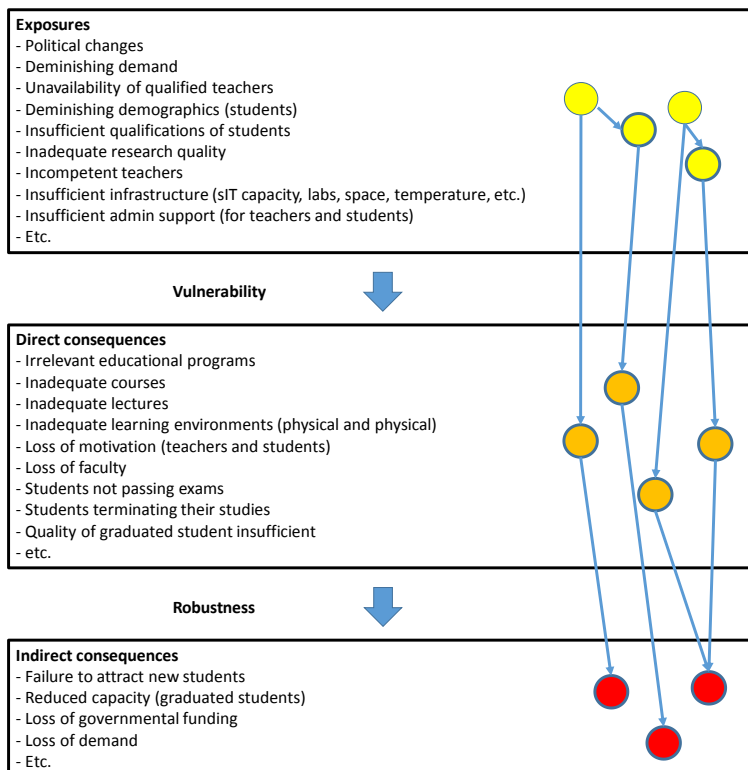 Exposures
- Political changes
- Deminishing demand
- Unavailability of qualified teachers
- Deminishing demographics (students)
- Insufficient qualifications of students
- Inadequate research quality
- Incompetent teachers
- Insufficient infrastructure (sIT capacity, labs, space, temperature, etc.)
- Insufficient admin support (for teachers and students)
- Etc.
Vulnerability
Direct consequences
- Irrelevant educational programs
- Inadequate courses
- Inadequate lectures
- Inadequate learning environments (physical and physical)
- Loss of motivation (teachers and students)
- Loss of faculty
- Students not passing exams
- Students terminating their studies
- Quality of graduated student insufficient
- etc.
Robustness
Indirect consequences
- Failure to attract new students
- Reduced capacity (graduated students)
- Loss of governmental funding
- Loss of demand
- Etc.